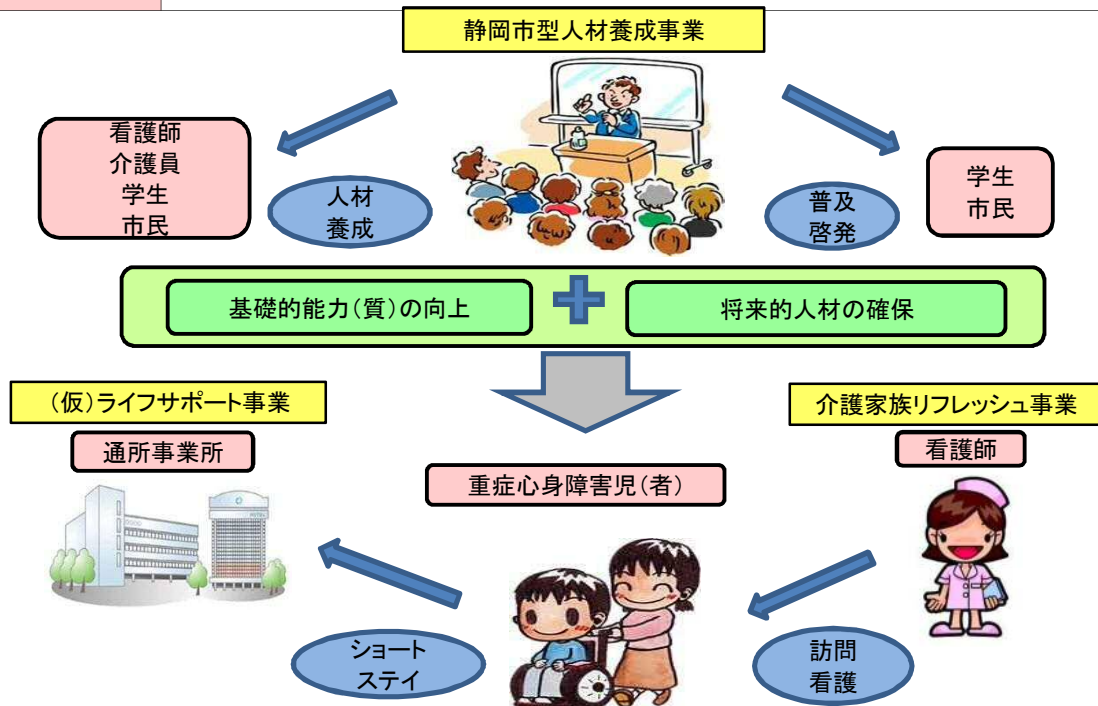 静岡市型人材養成事業
看護師
介護員
学生
市民
人材
養成
普及
啓発
学生
市民
基礎的能力(質)の向上
将来的人材の確保
(仮)ライフサポート事業
通所事業所
重症心身障害児(者)
介護家族リフレッシュ事業
看護師
ショート
ステイ
訪問
看護